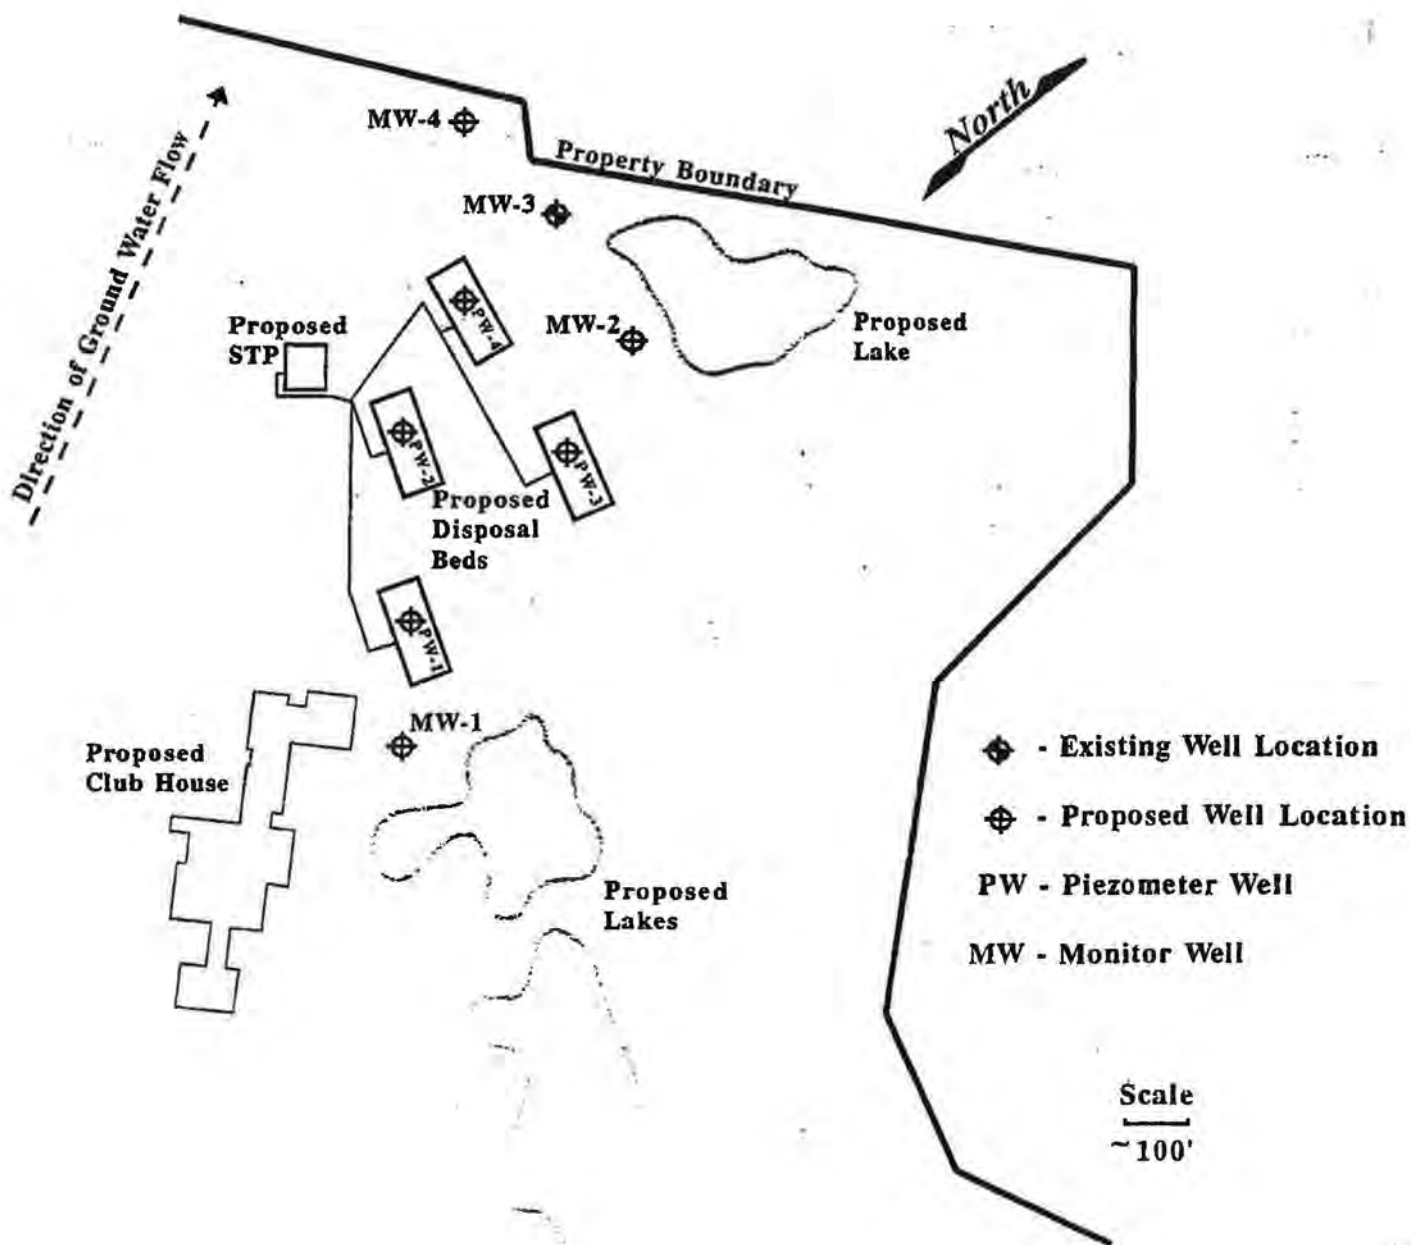 MW-4
North
Property Boundary
MW-3
Direction of Ground Water Flow
Proposed
STP
PW-4
MW-2
Proposed
Lake
PW-2
PW-3
Proposed
Disposal
Beds
PW-1
MW-1
Proposed
Club House
- Existing Well Location
- Proposed Well Location
Proposed
Lakes
PW - Piezometer Well
MW - Monitor Well
Scale
~100'